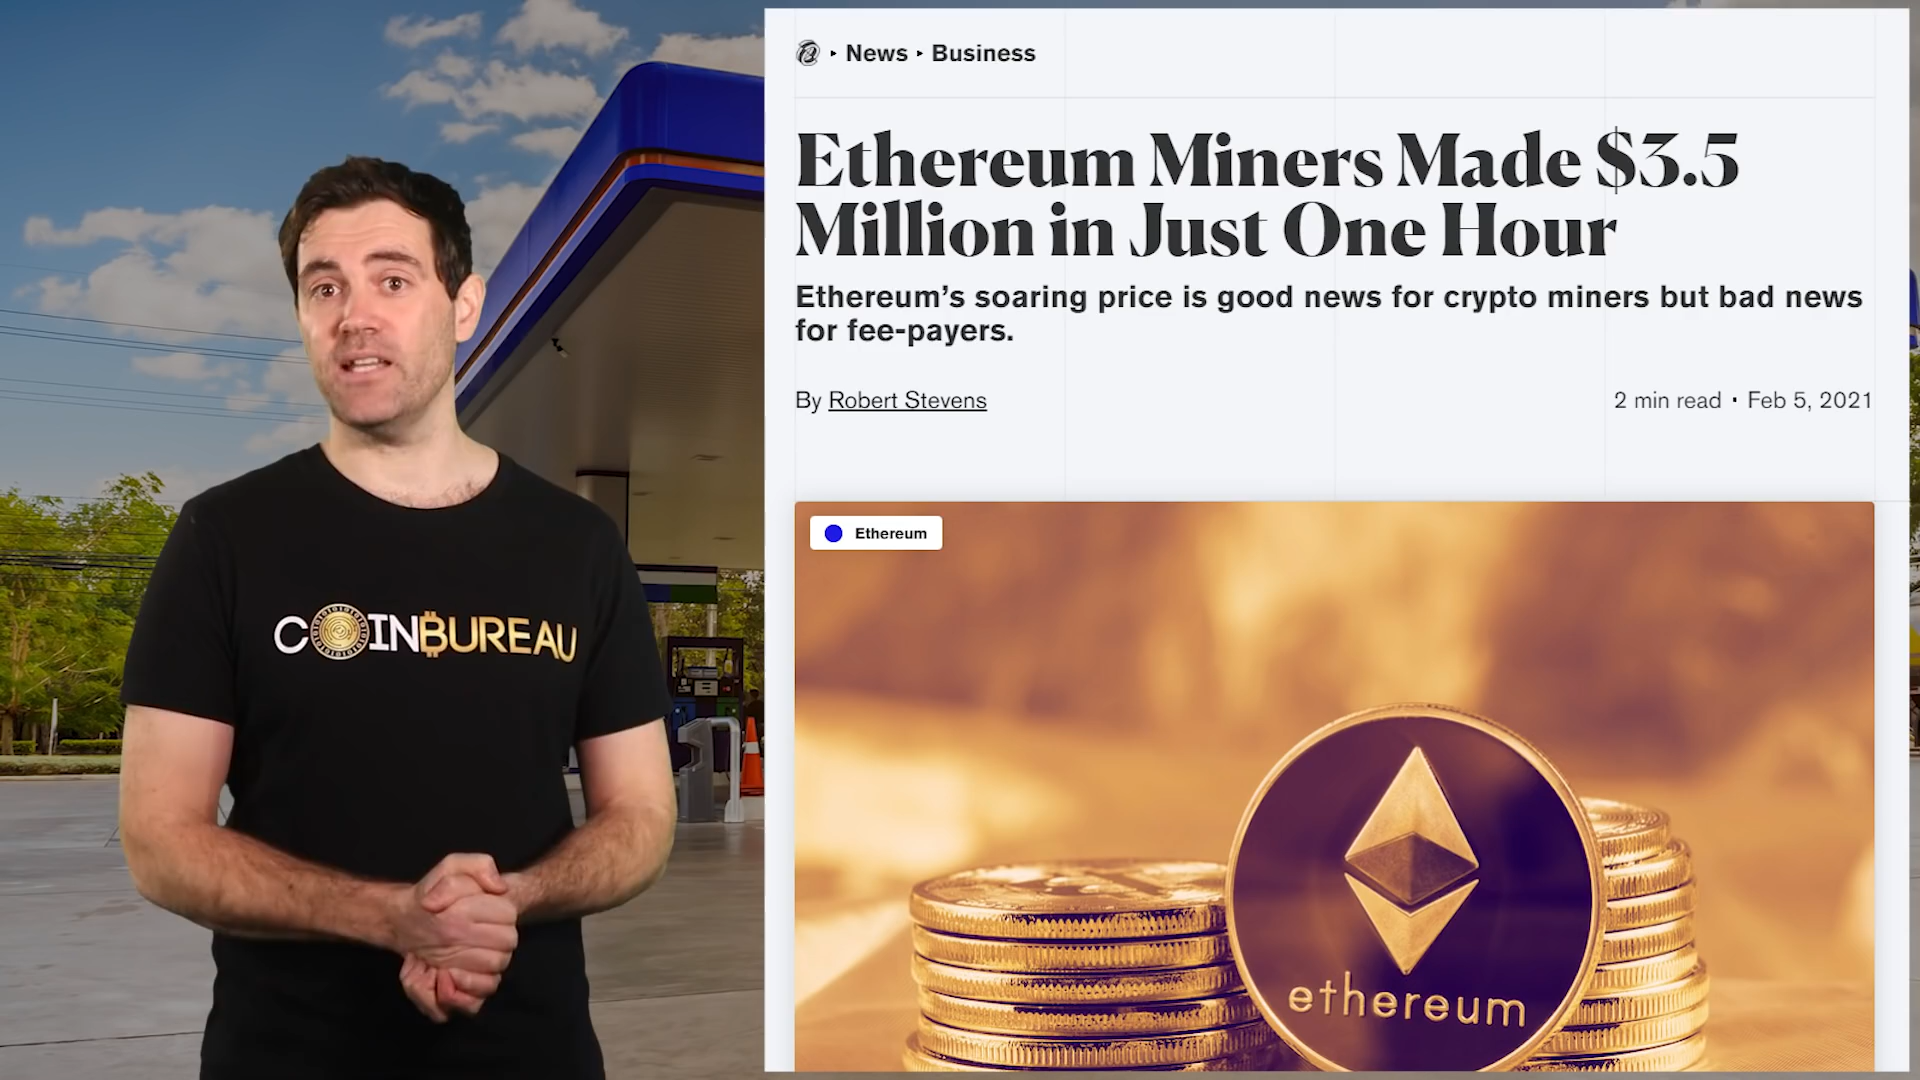 News ▸ Business
Ethereum Miners Made $3.5
Million in Just One Hour
Ethereum’s soaring price is good news for crypto miners but bad news
for fee-payers.
By Robert Stevens
2 min read · Feb 5, 2021
Ethereum
COINBUREAU
ethereum